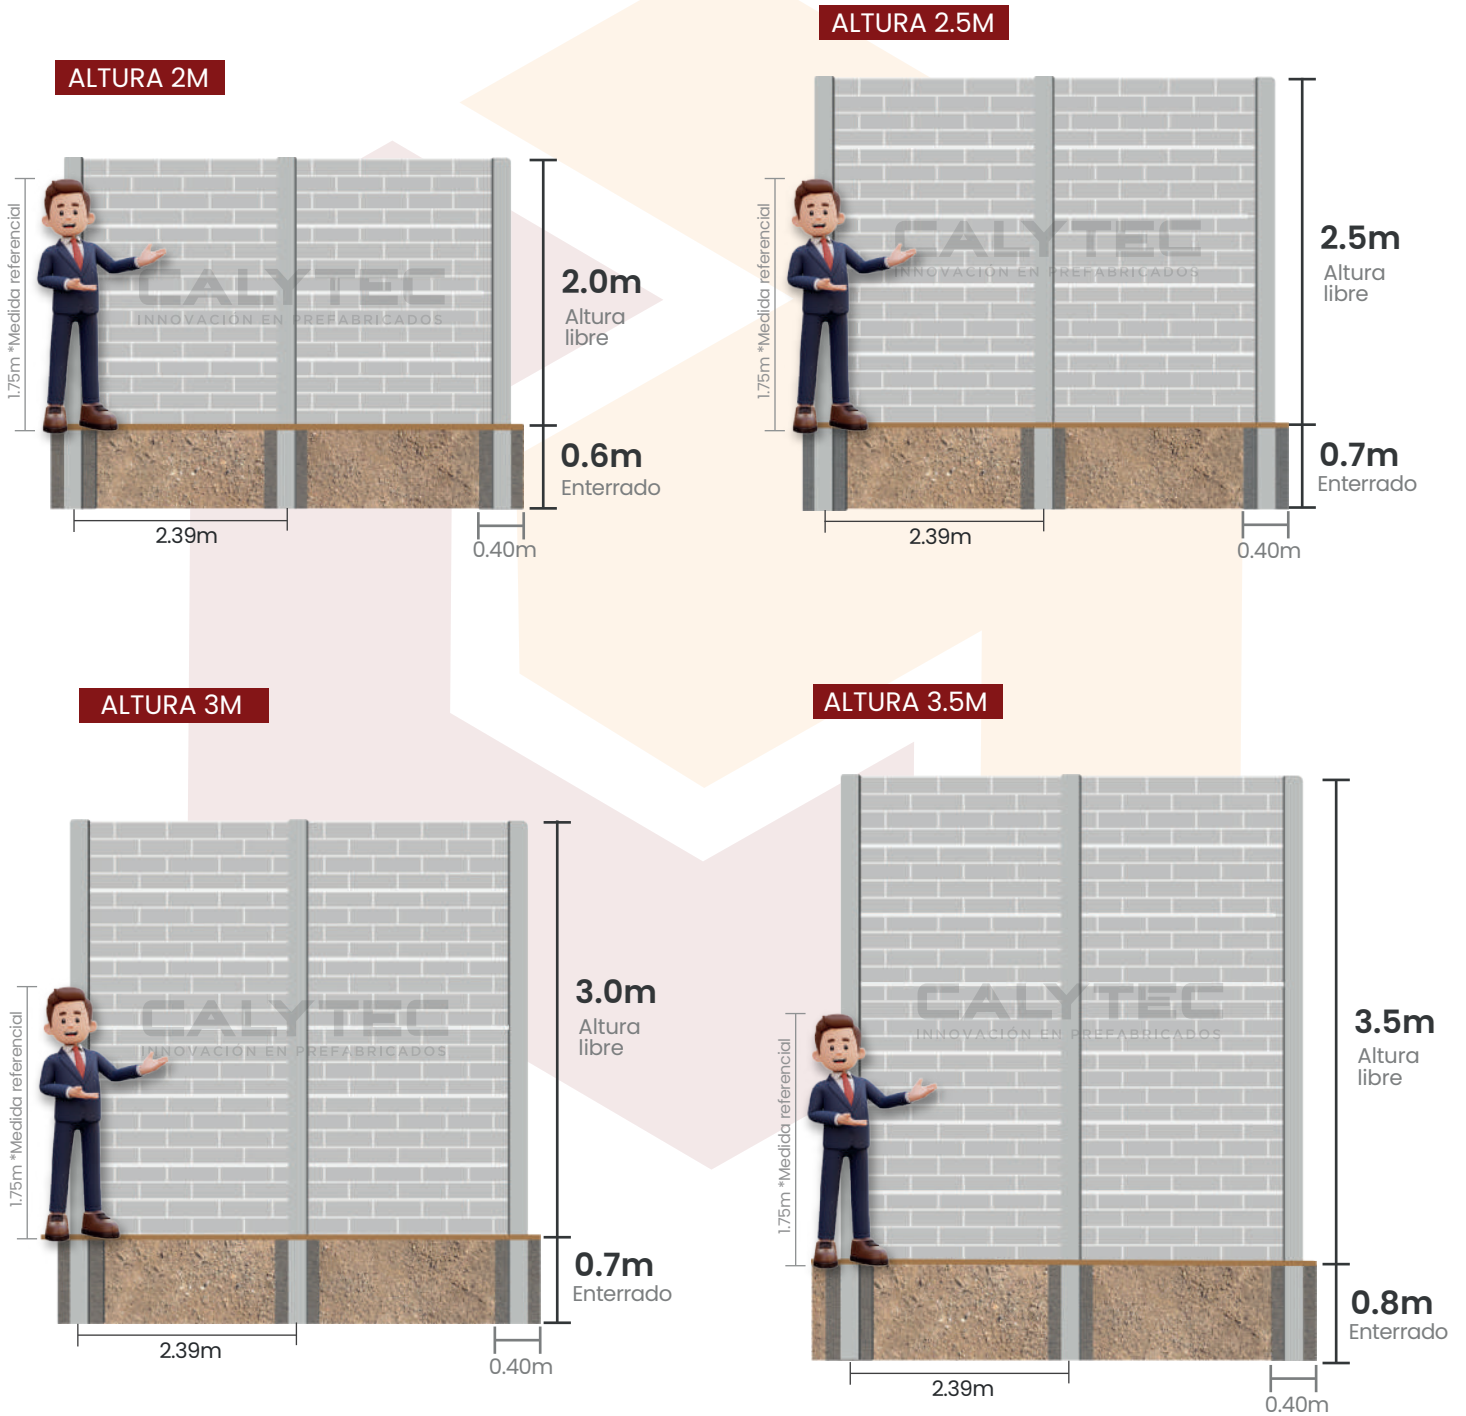 ALTURA 2M
1.75m *Medida referencial
CALYTEC
INNOVACIÓN EN PREFABRICADOS
2.0m
Altura
libre
0.6m
Enterrado
2.39m
0.40m
ALTURA 2.5M
1.75m *Medida referencial
CALYTEC
INNOVACIÓN EN PREFABRICADOS
2.5m
Altura
libre
0.7m
Enterrado
2.39m
0.40m
ALTURA 3M
1.75m *Medida referencial
CALYTEC
INNOVACIÓN EN PREFABRICADOS
3.0m
Altura
libre
0.7m
Enterrado
2.39m
0.40m
ALTURA 3.5M
1.75m *Medida referencial
CALYTEC
INNOVACIÓN EN PREFABRICADOS
3.5m
Altura
libre
0.8m
Enterrado
2.39m
0.40m